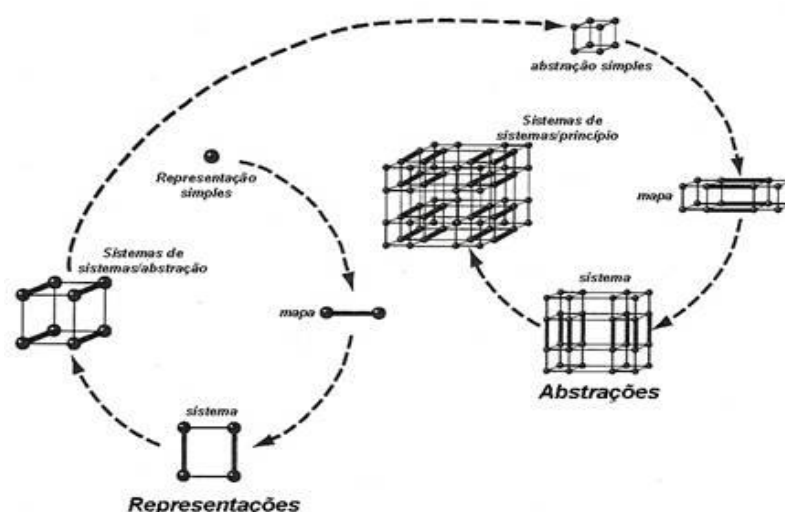 abstração simples
Sistemas de
sistemas/princípio
Representação
simples
mapa
Sistemas de
sistemas/abstração
sistema
mapa
Abstrações
sistema
Representações